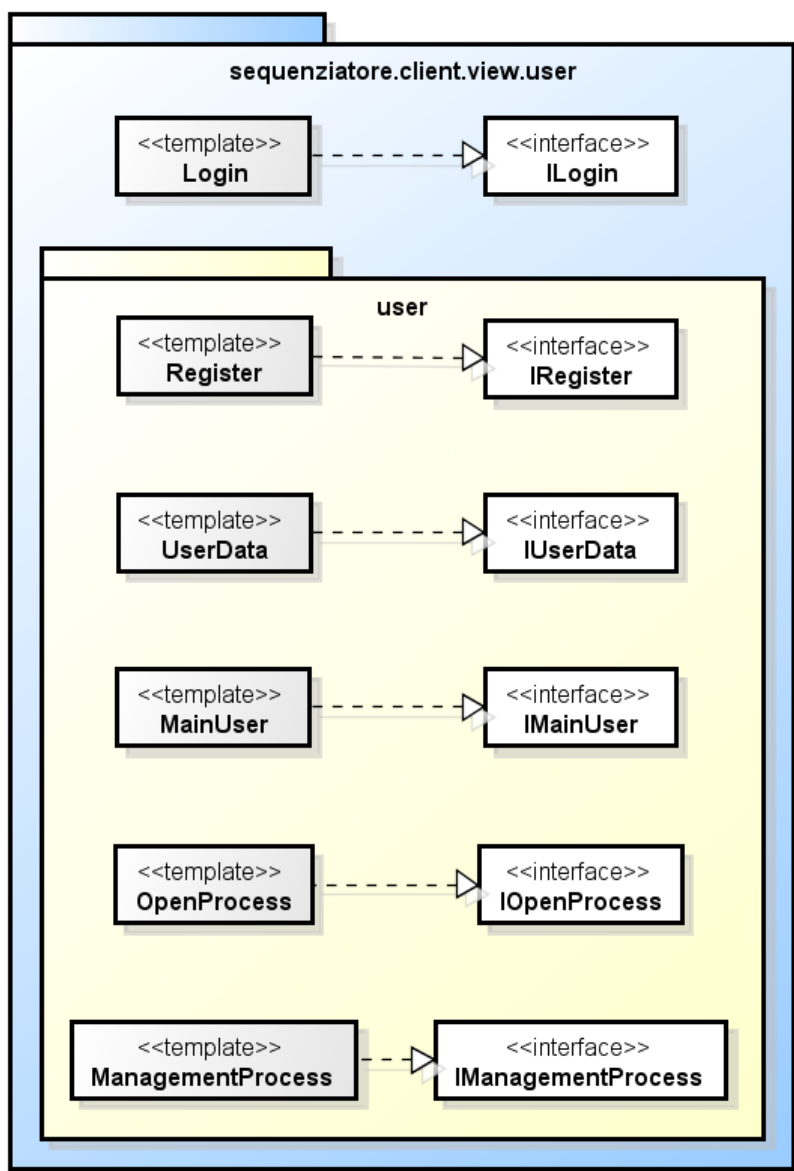 sequenziatore.client.view.user
<<template>> <<interface>>
Login ILogin
user
<<template>> <<interface>>
Register IRegister
<<template>> <<interface>>
UserData IUserData
<<template>> <<interface>>
MainUser IMainUser
<<template>> <<interface>>
OpenProcess IOpenProcess
<<template>> <<interface>>
ManagementProcess IManagementProcess